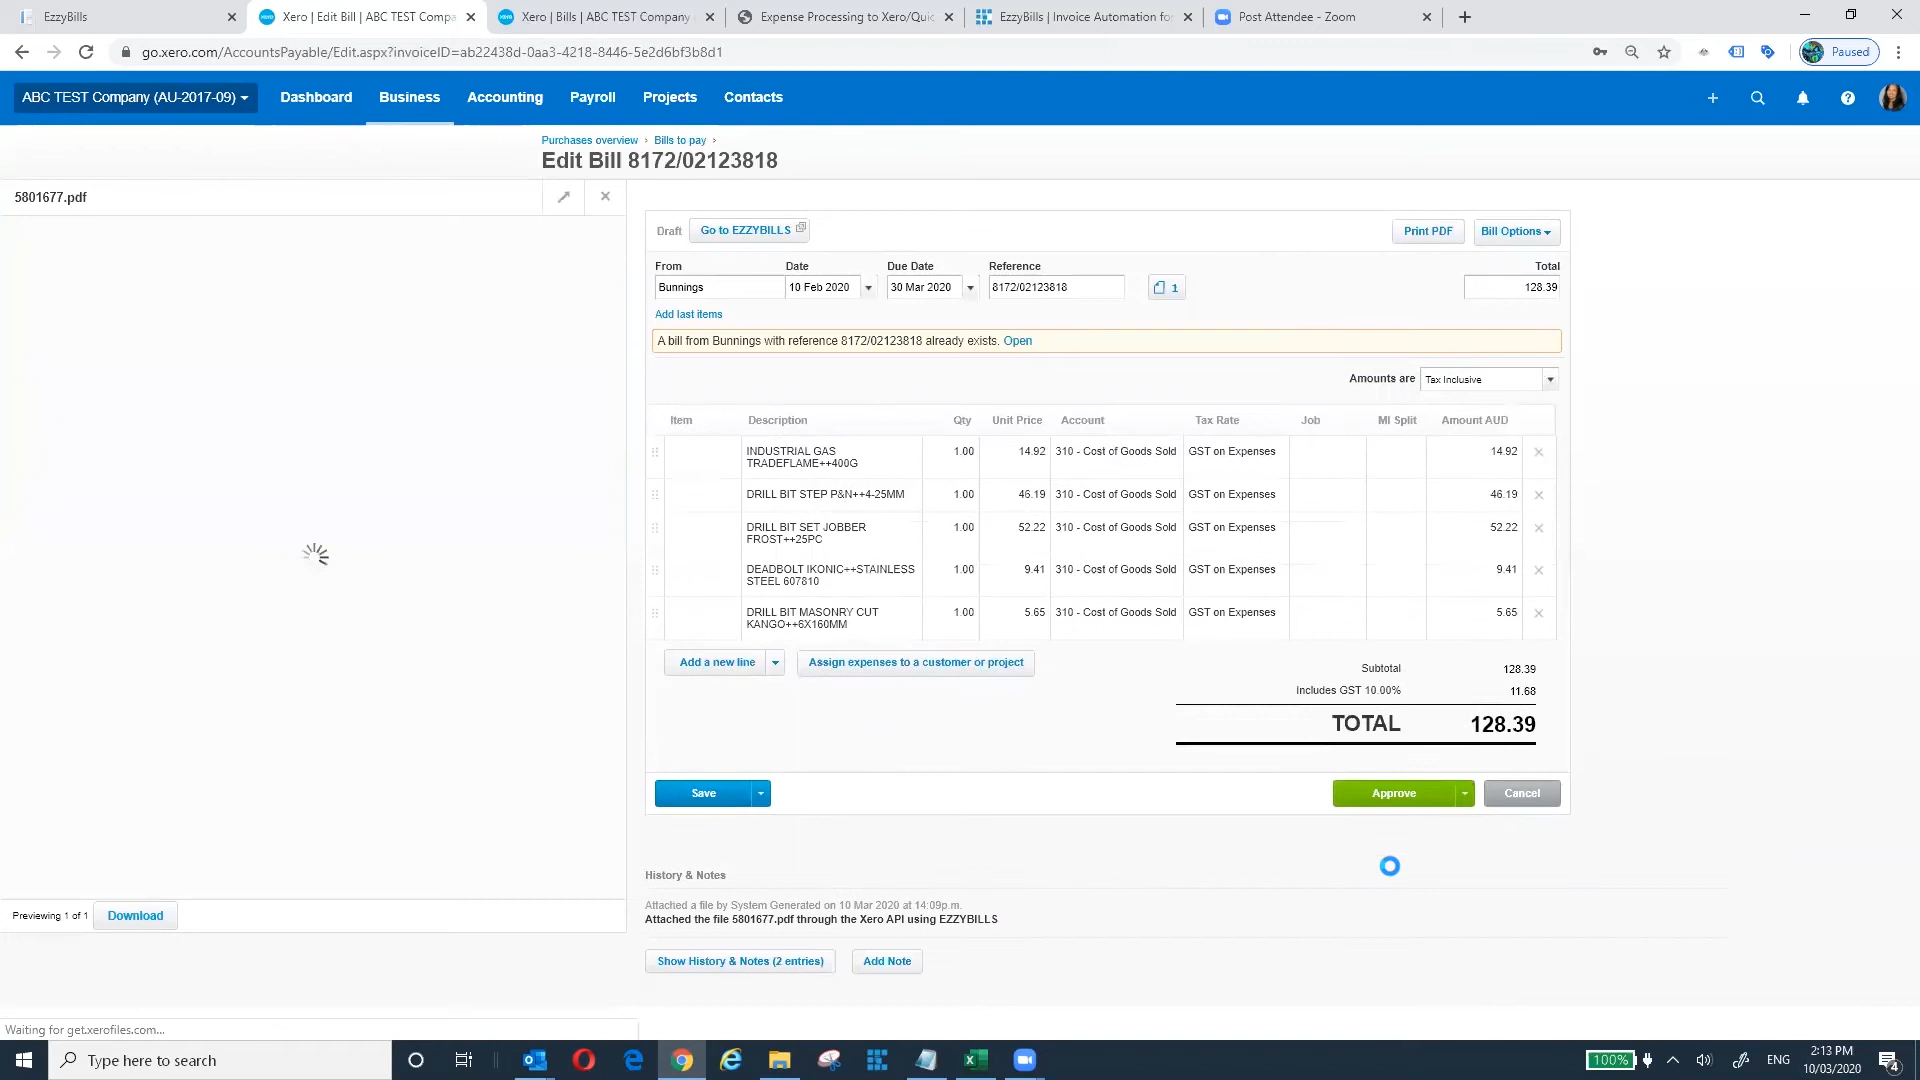 EzzyBills
Xero | Edit Bill | ABC TEST Compa
Xero | Bills | ABC TEST Company
Expense Processing to Xero/Quic
EzzyBills | Invoice Automation fo
Post Attendee - Zoom
go.xero.com/AccountsPayable/Edit.aspx?invoiceID=ab22438d-0aa3-4218-8446-5e2d6bf3b8d1
Paused
ABC TEST Company (AU-2017-09)
Dashboard
Business
Accounting
Payroll
Projects
Contacts
Purchases overview › Bills to pay ›
Edit Bill 8172/02123818
5801677.pdf
Draft
Go to EZZYBILLS
Print PDF
Bill Options
From
Date
Due Date
Reference
Total
Bunnings
10 Feb 2020
30 Mar 2020
8172/02123818
1
128.39
Add last items
A bill from Bunnings with reference 8172/02123818 already exists. Open
Amounts are
Tax Inclusive
Item Description Qty Unit Price Account Tax Rate Job MI Split Amount AUD
INDUSTRIAL GAS
TRADEFLAME++400G
1.00 14.92 310 - Cost of Goods Sold GST on Expenses 14.92
DRILL BIT STEP P&N++4-25MM 1.00 46.19 310 - Cost of Goods Sold GST on Expenses 46.19
DRILL BIT SET JOBBER
FROST++25PC
1.00 52.22 310 - Cost of Goods Sold GST on Expenses 52.22
DEADBOLT IKONIC++STAINLESS
STEEL 607810
1.00 9.41 310 - Cost of Goods Sold GST on Expenses 9.41
DRILL BIT MASONRY CUT
KANGO++6X160MM
1.00 5.65 310 - Cost of Goods Sold GST on Expenses 5.65
Add a new line
Assign expenses to a customer or project
Subtotal 128.39
Includes GST 10.00% 11.68
TOTAL 128.39
Save
Approve
Cancel
History & Notes
Attached a file by System Generated on 10 Mar 2020 at 14:09p.m.
Attached the file 5801677.pdf through the Xero API using EZZYBILLS
Previewing 1 of 1
Download
Show History & Notes (2 entries)
Add Note
Waiting for get.xerofiles.com...
Type here to search
100%
ENG
2:13 PM
10/03/2020
4